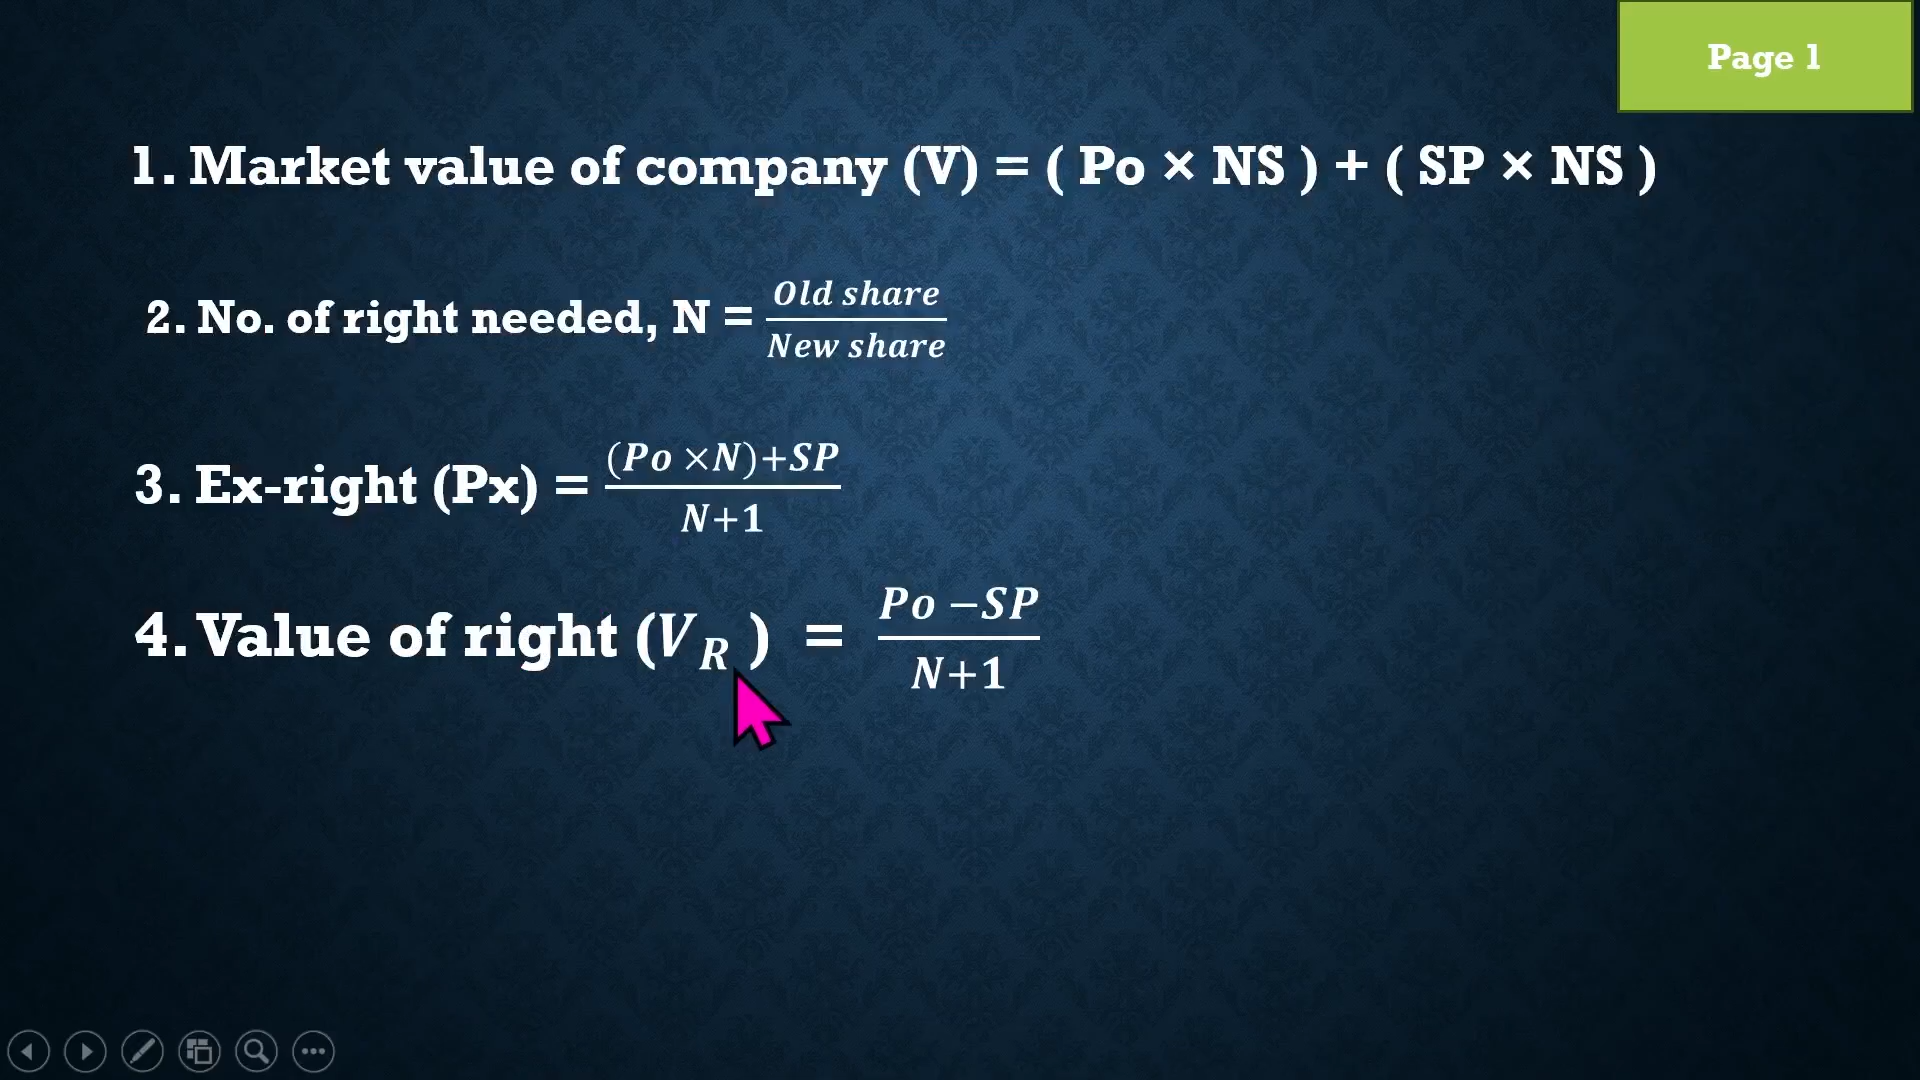 Page 1
1. Market value of company (V) = ( Po × NS ) + ( SP × NS )
2. No. of right needed, N = Old share / New share
3. Ex-right (Px) = (Po ×N)+SP / N+1
4. Value of right (V R ) = Po −SP / N+1